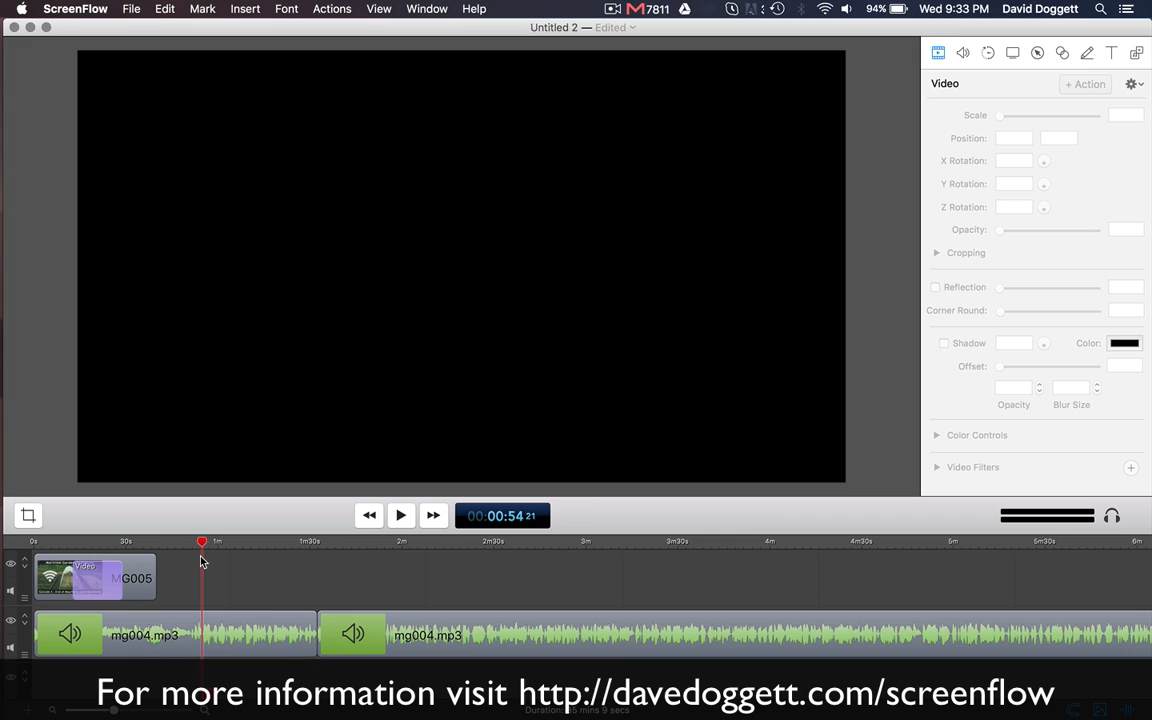 ScreenFlow File Edit Mark Insert Font Actions View Window Help 7811 94% Wed 9:33 PM David Doggett
Untitled 2 — Edited
Video
+ Action
Scale
Position:
X Rotation:
Y Rotation:
Z Rotation:
Opacity:
Cropping
Reflection
Corner Round:
Shadow Color:
Offset:
Opacity Blur Size
Color Controls
Video Filters
00:00:54 21
0s 30s 1m 1m30s 2m 2m30s 3m 3m30s 4m 4m30s 5m 5m30s 6m
Video
MG005
mg004.mp3 mg004.mp3
For more information visit http://davedoggett.com/screenflow